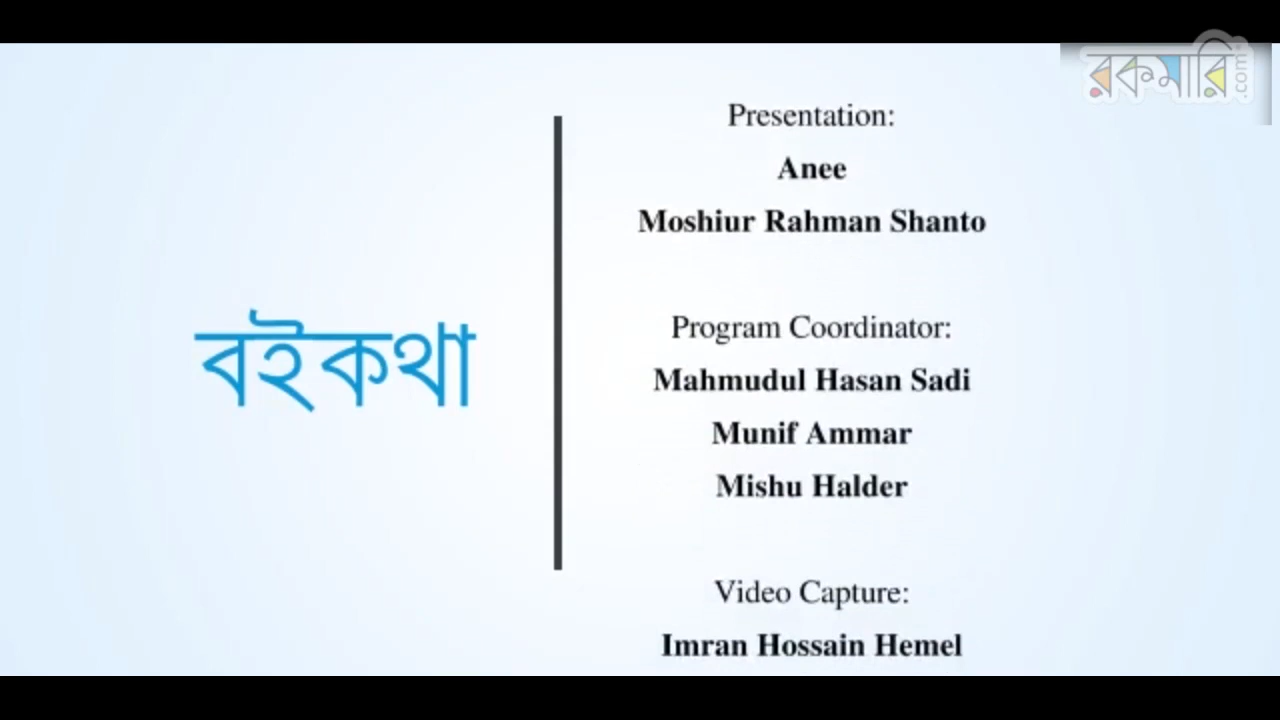 রকমারি
.com
Presentation:
Anee
Moshiur Rahman Shanto
বইকথা
Program Coordinator:
Mahmudul Hasan Sadi
Munif Ammar
Mishu Halder
Video Capture:
Imran Hossain Hemel